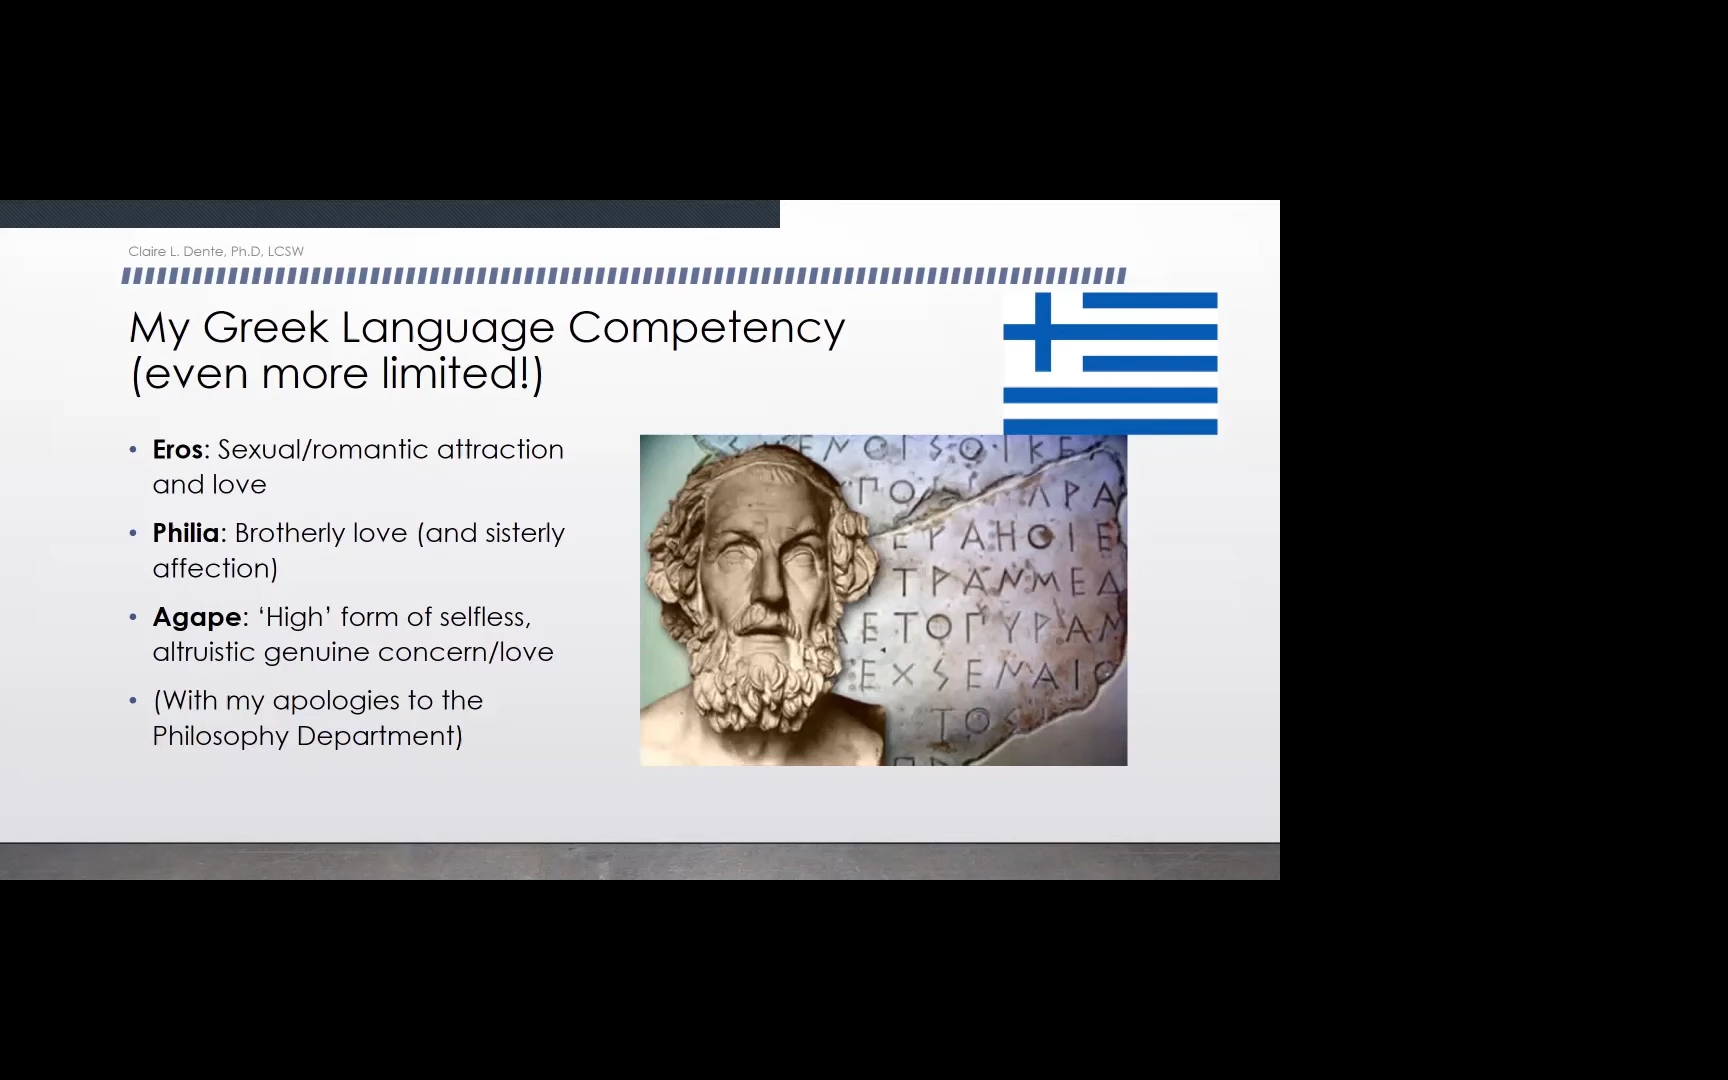 Claire L. Dente, Ph.D, LCSW
My Greek Language Competency
(even more limited!)
• Eros: Sexual/romantic attraction
and love
• Philia: Brotherly love (and sisterly
affection)
• Agape: ‘High’ form of selfless,
altruistic genuine concern/love
• (With my apologies to the
Philosophy Department)
ΤΡΑΜΜΕΔ
ΕΤΟΓΥΡΑΜ